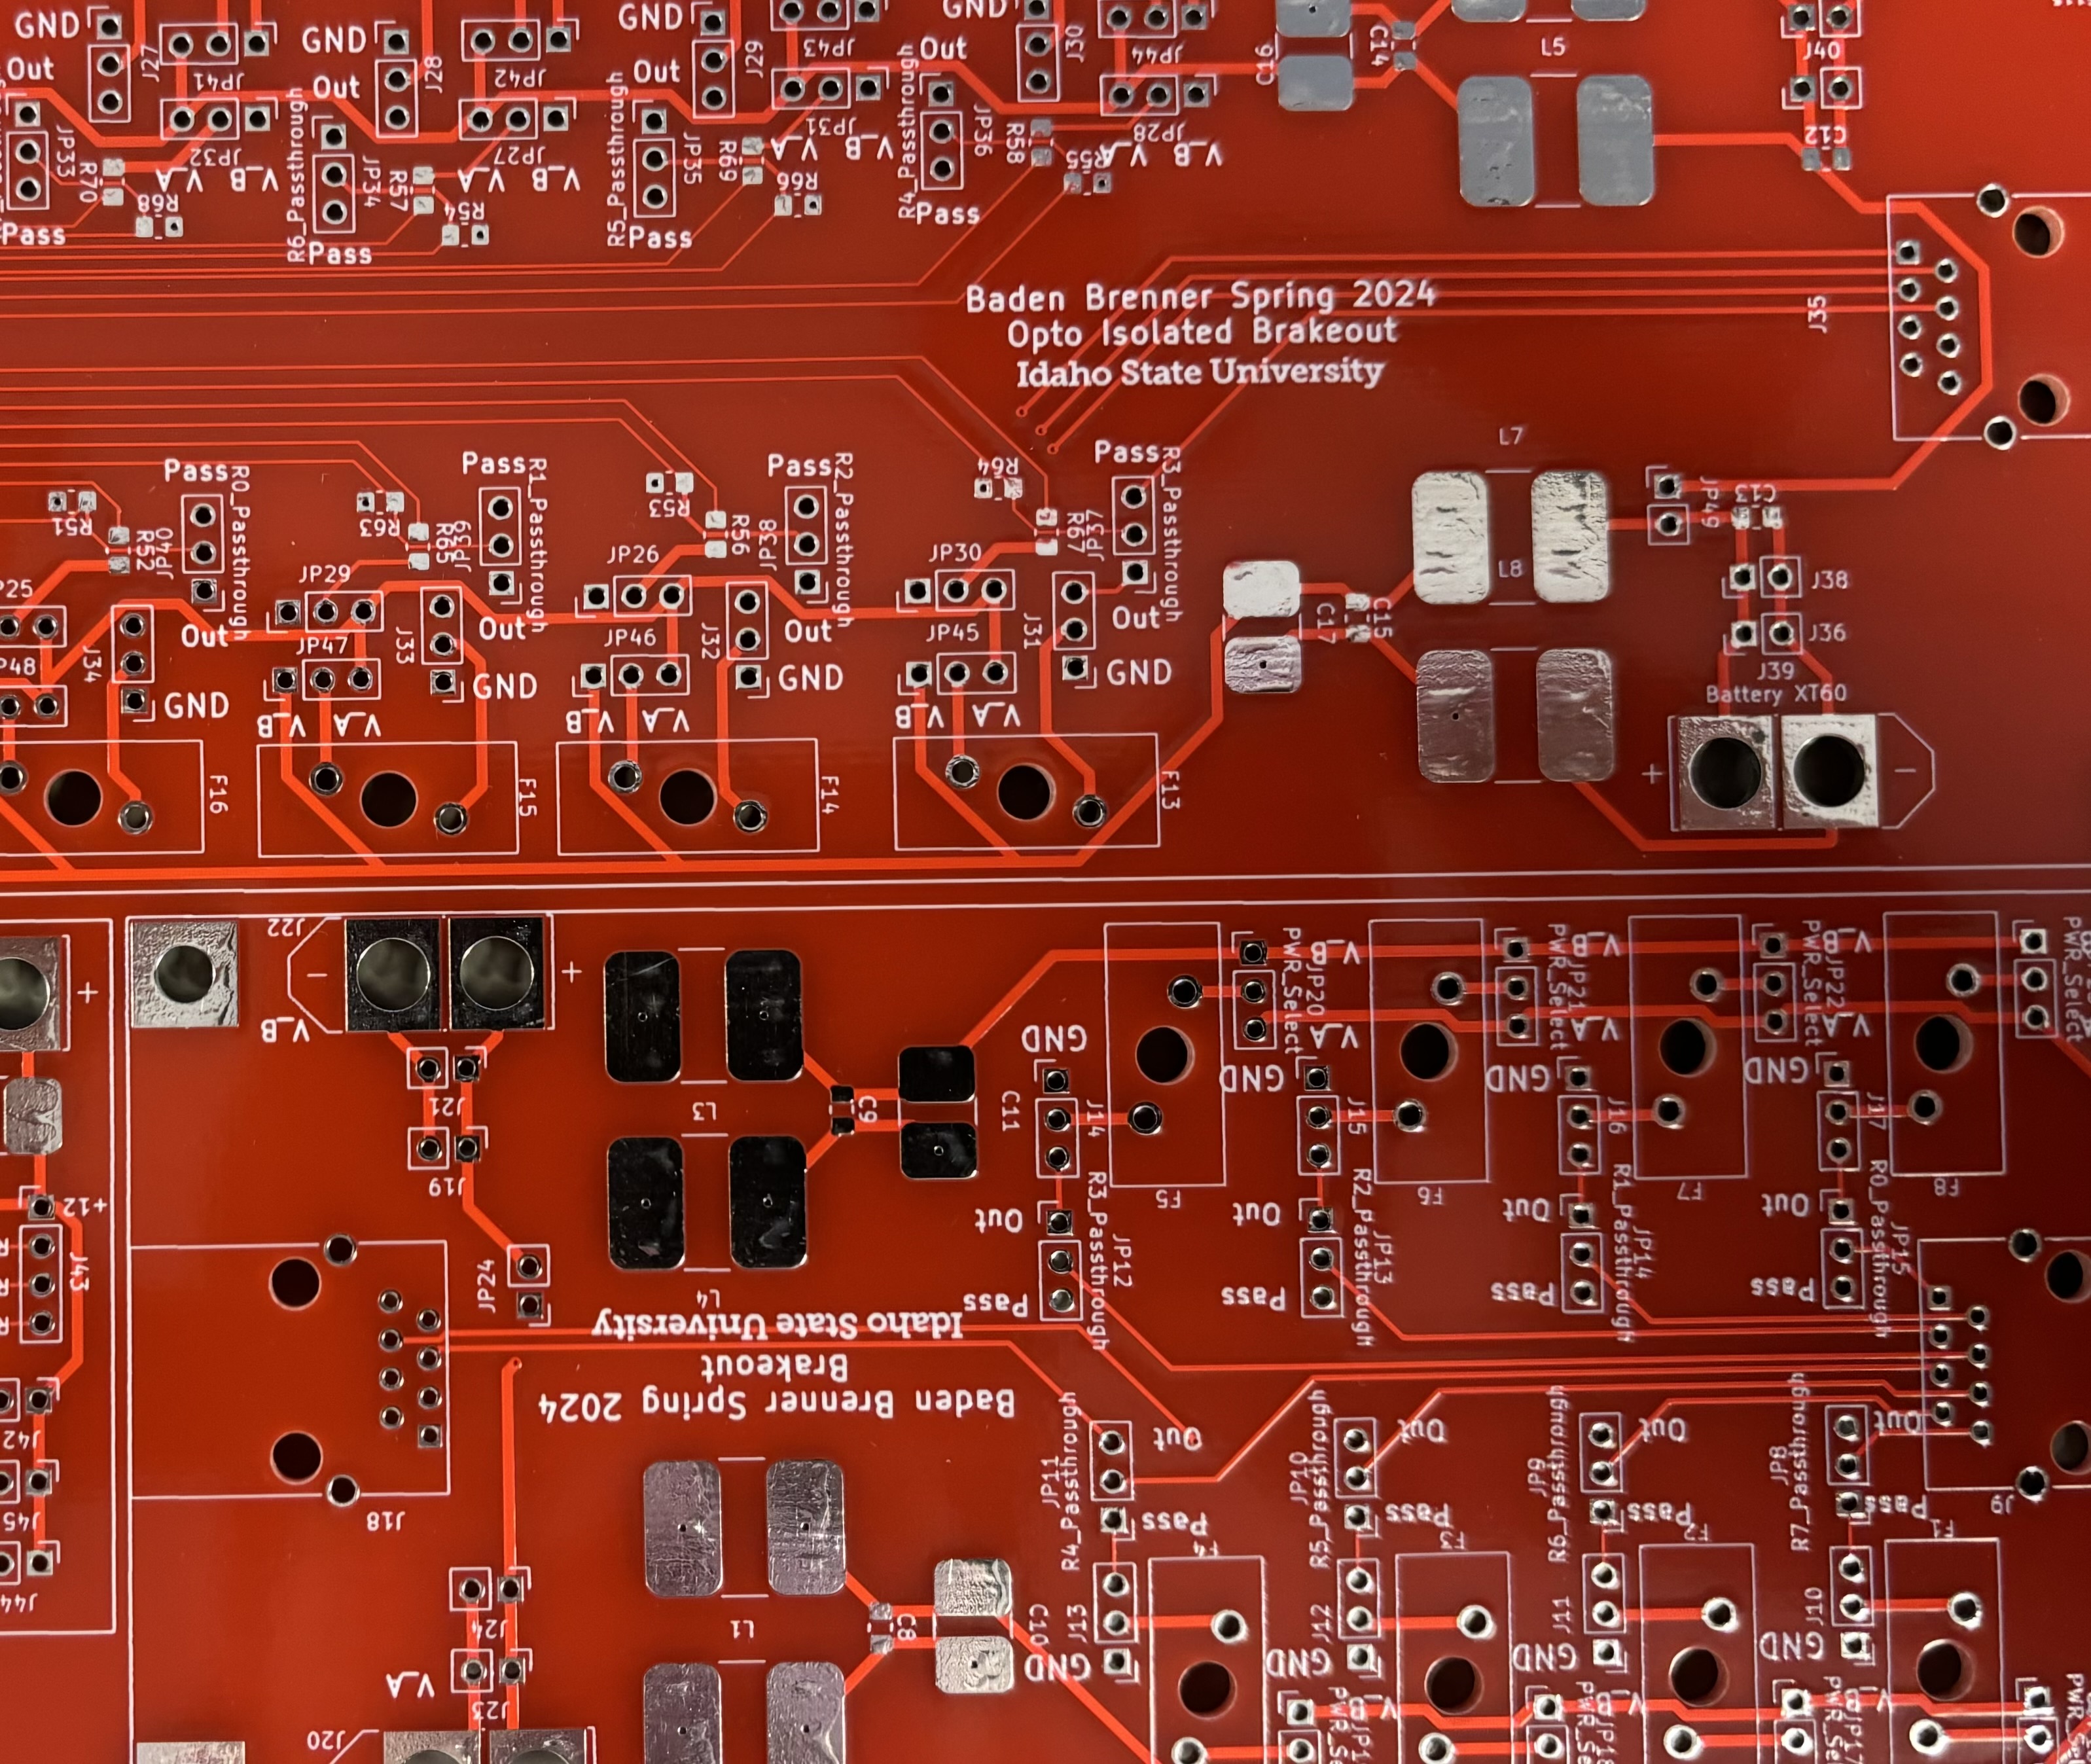 GND
J27
JP41
GND
J28
JP42
GND
J29
JP43
GND
J30
JP44
C16
C14
L5
J40
Out
Out
Out
Out
JP33
R70
JP32
V_A
V_B
R68
Pass
R6_Passthrough
JP34
R57
JP27
V_A
V_B
R54
Pass
R5_Passthrough
JP35
R69
JP31
V_A
V_B
R66
Pass
R4_Passthrough
JP36
R58
JP28
V_A
V_B
R55
Pass
C12
Baden Brenner Spring 2024
Opto Isolated Brakeout
Idaho State University
J35
Pass
R0_Passthrough
R51
R52
JP40
Pass
R1_Passthrough
R63
R65
JP39
Pass
R2_Passthrough
R53
R56
JP38
Pass
R3_Passthrough
R64
R67
JP37
L7
L8
JP49
C13
J38
J36
J39
Battery XT60
+
−
C17
C15
JP29
JP26
JP30
Out
Out
Out
Out
J34
JP47
J33
JP46
J32
JP45
J31
GND
GND
GND
GND
V_B
V_A
V_B
V_A
V_B
V_A
F16
F15
F14
F13
+
J22
−
+
V_B
J21
J19
JP24
L3
L4
C9
C11
GND
J14
Out
R3_Passthrough
JP12
Pass
F5
PWR_Select
JP20
V_B
V_A
GND
J15
Out
R2_Passthrough
JP13
Pass
F6
PWR_Select
JP21
V_B
V_A
GND
J16
Out
R1_Passthrough
JP14
Pass
F7
PWR_Select
JP22
V_B
V_A
GND
J17
Out
R0_Passthrough
JP15
Pass
F8
PWR_Select
+12
J43
J42
J45
J44
J18
Baden Brenner Spring 2024
Brakeout
Idaho State University
J24
V_A
J23
J20
L1
C8
C10
R4_Passthrough
JP11
Out
Pass
J13
GND
F4
R5_Passthrough
JP10
Out
Pass
J12
GND
F3
R6_Passthrough
JP9
Out
Pass
J11
GND
F2
R7_Passthrough
JP8
Out
Pass
J10
GND
F1
J9